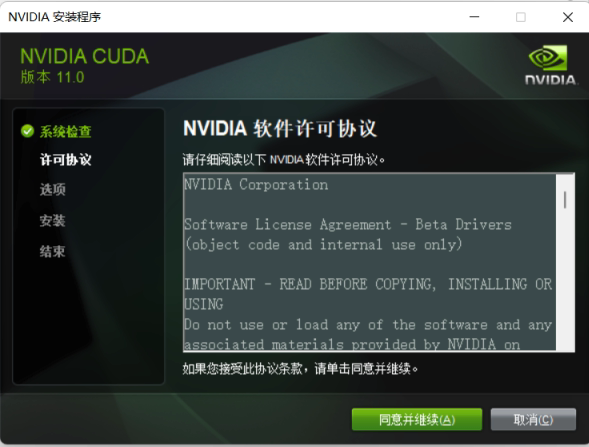 NVIDIA 安装程序
NVIDIA CUDA
版本 11.0
NVIDIA.
系统检查
许可协议
选项
安装
结束
NVIDIA 软件许可协议
请仔细阅读以下 NVIDIA 软件许可协议。
NVIDIA Corporation
Software License Agreement - Beta Drivers
(object code and internal use only)
IMPORTANT - READ BEFORE COPYING, INSTALLING OR
USING
Do not use or load any of the software and any
associated materials provided by NVIDIA on
如果您接受此协议条款，请单击同意并继续。
同意并继续(A)
取消(C)